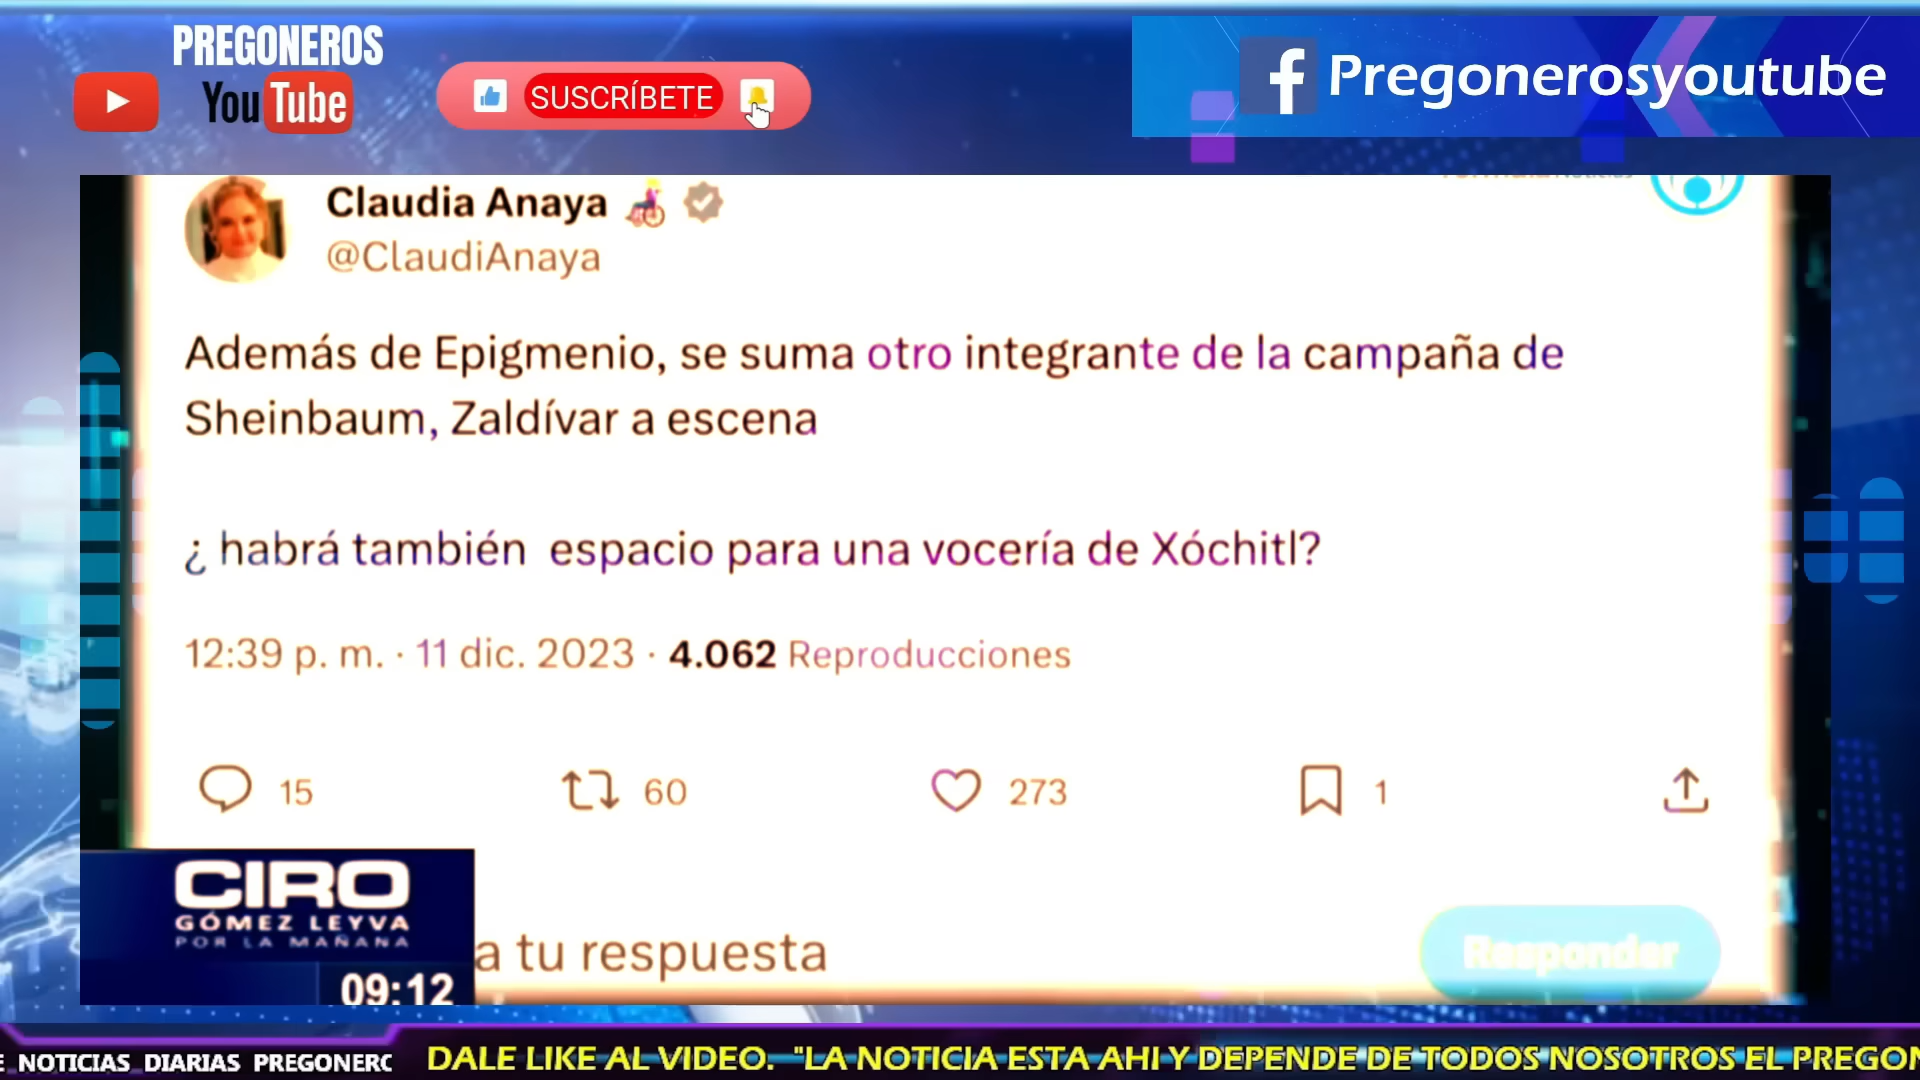 PREGONEROS
YouTube
SUSCRÍBETE
Pregonerosyoutube
Claudia Anaya
@ClaudiAnaya
Además de Epigmenio, se suma otro integrante de la campaña de
Sheinbaum, Zaldívar a escena
¿ habrá también espacio para una vocería de Xóchitl?
12:39 p. m. · 11 dic. 2023 · 4.062 Reproducciones
15 60 273 1
CIRO
GÓMEZ LEYVA
POR LA MAÑANA
09:12
a tu respuesta
Responder
E NOTICIAS DIARIAS PREGONERO
DALE LIKE AL VIDEO. "LA NOTICIA ESTA AHI Y DEPENDE DE TODOS NOSOTROS EL PREGON